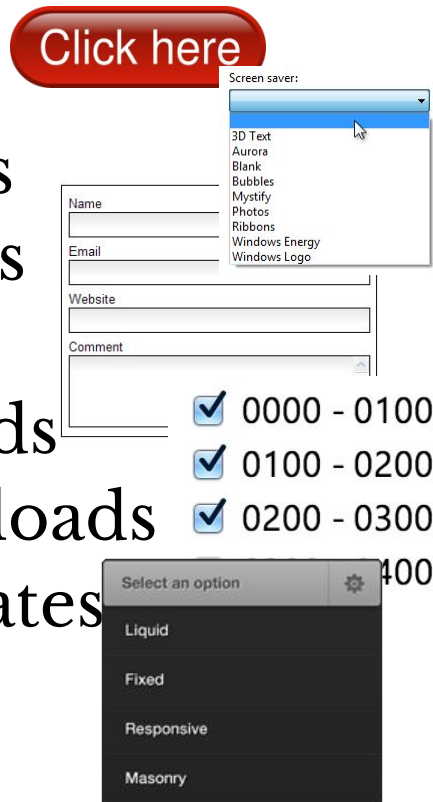 Click here
Screen saver:
3D Text
Aurora
Blank
Bubbles
Mystify
Photos
Ribbons
Windows Energy
Windows Logo
s
Name
s
Email
Website
Comment
0000 - 0100
ds
0100 - 0200
loads
0200 - 0300
400
ates
Select an option
Liquid
Fixed
Responsive
Masonry